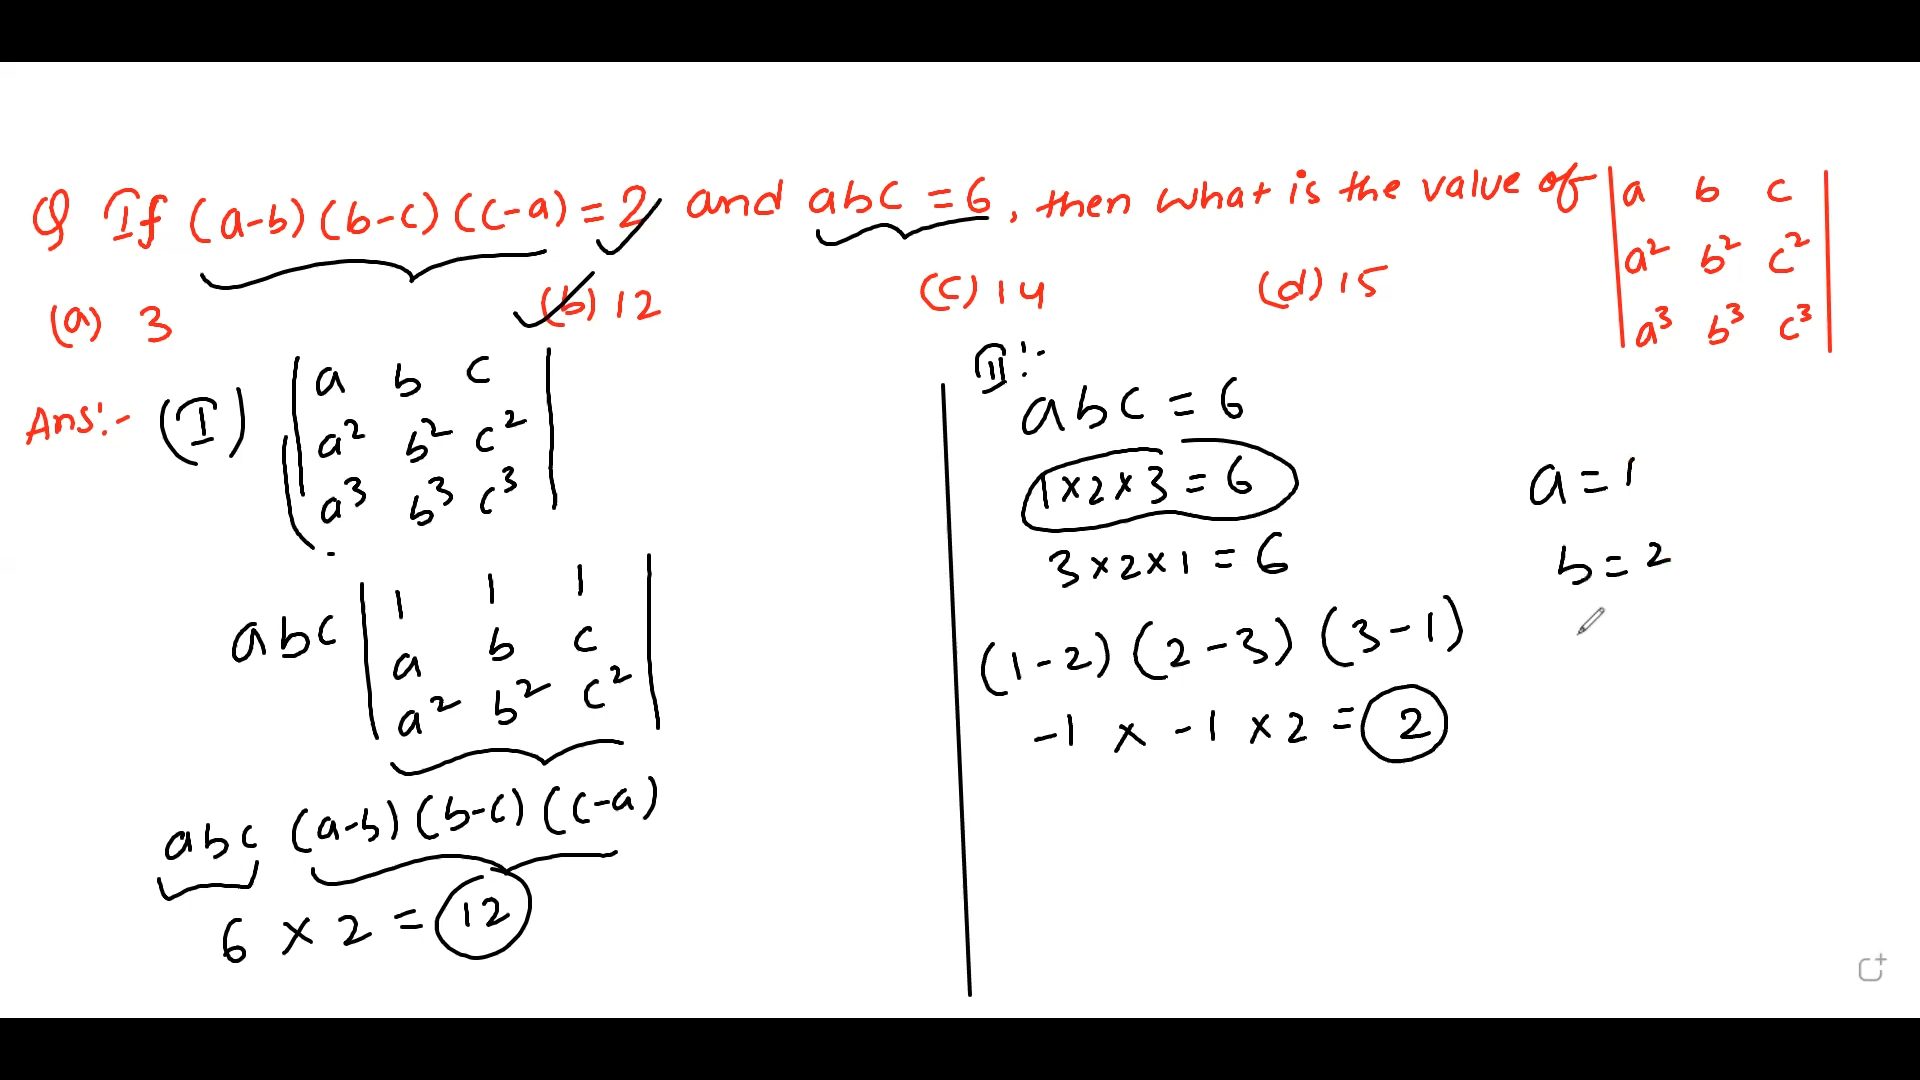 Q If (a-b)(b-c)(c-a) = 2 and abc = 6, then what is the value of |a b c|
|a² b² c²|
|a³ b³ c³|
(a) 3 (b) 12 (c) 14 (d) 15
Ans:- (I) |a b c|
|a² b² c²|
|a³ b³ c³|
abc |1 1 1|
|a b c|
|a² b² c²|
abc (a-b)(b-c)(c-a)
6 × 2 = 12
II:-
abc = 6
1×2×3 = 6
3×2×1 = 6
(1-2)(2-3)(3-1)
-1 × -1 × 2 = 2
a = 1
b = 2